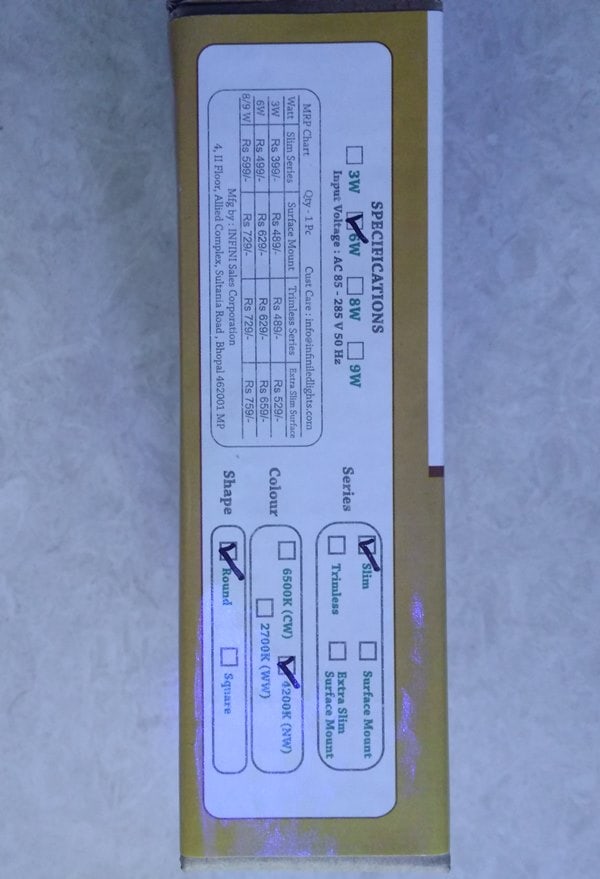 SPECIFICATIONS
3W 6W 8W 9W
Input Voltage : AC 85 - 285 V 50 Hz
MRP Chart Qty - 1 Pc Cust Care : info@infiniledlights.com
Watt Slim Series Surface Mount Trimless Series Extra Slim Surface
3W Rs 399/- Rs 489/- Rs 489/- Rs 529/-
6W Rs 499/- Rs 629/- Rs 629/- Rs 659/-
8/9 W Rs 599/- Rs 729/- Rs 729/- Rs 759/-
Mfg by : INFINI Sales Corporation
4, II Floor, Allied Complex, Sultania Road , Bhopal 462001 MP
Series
Slim Surface Mount
Trimless Extra Slim
Surface Mount
Colour
6500K (CW) 4200K (NW)
2700K (WW)
Shape
Round Square